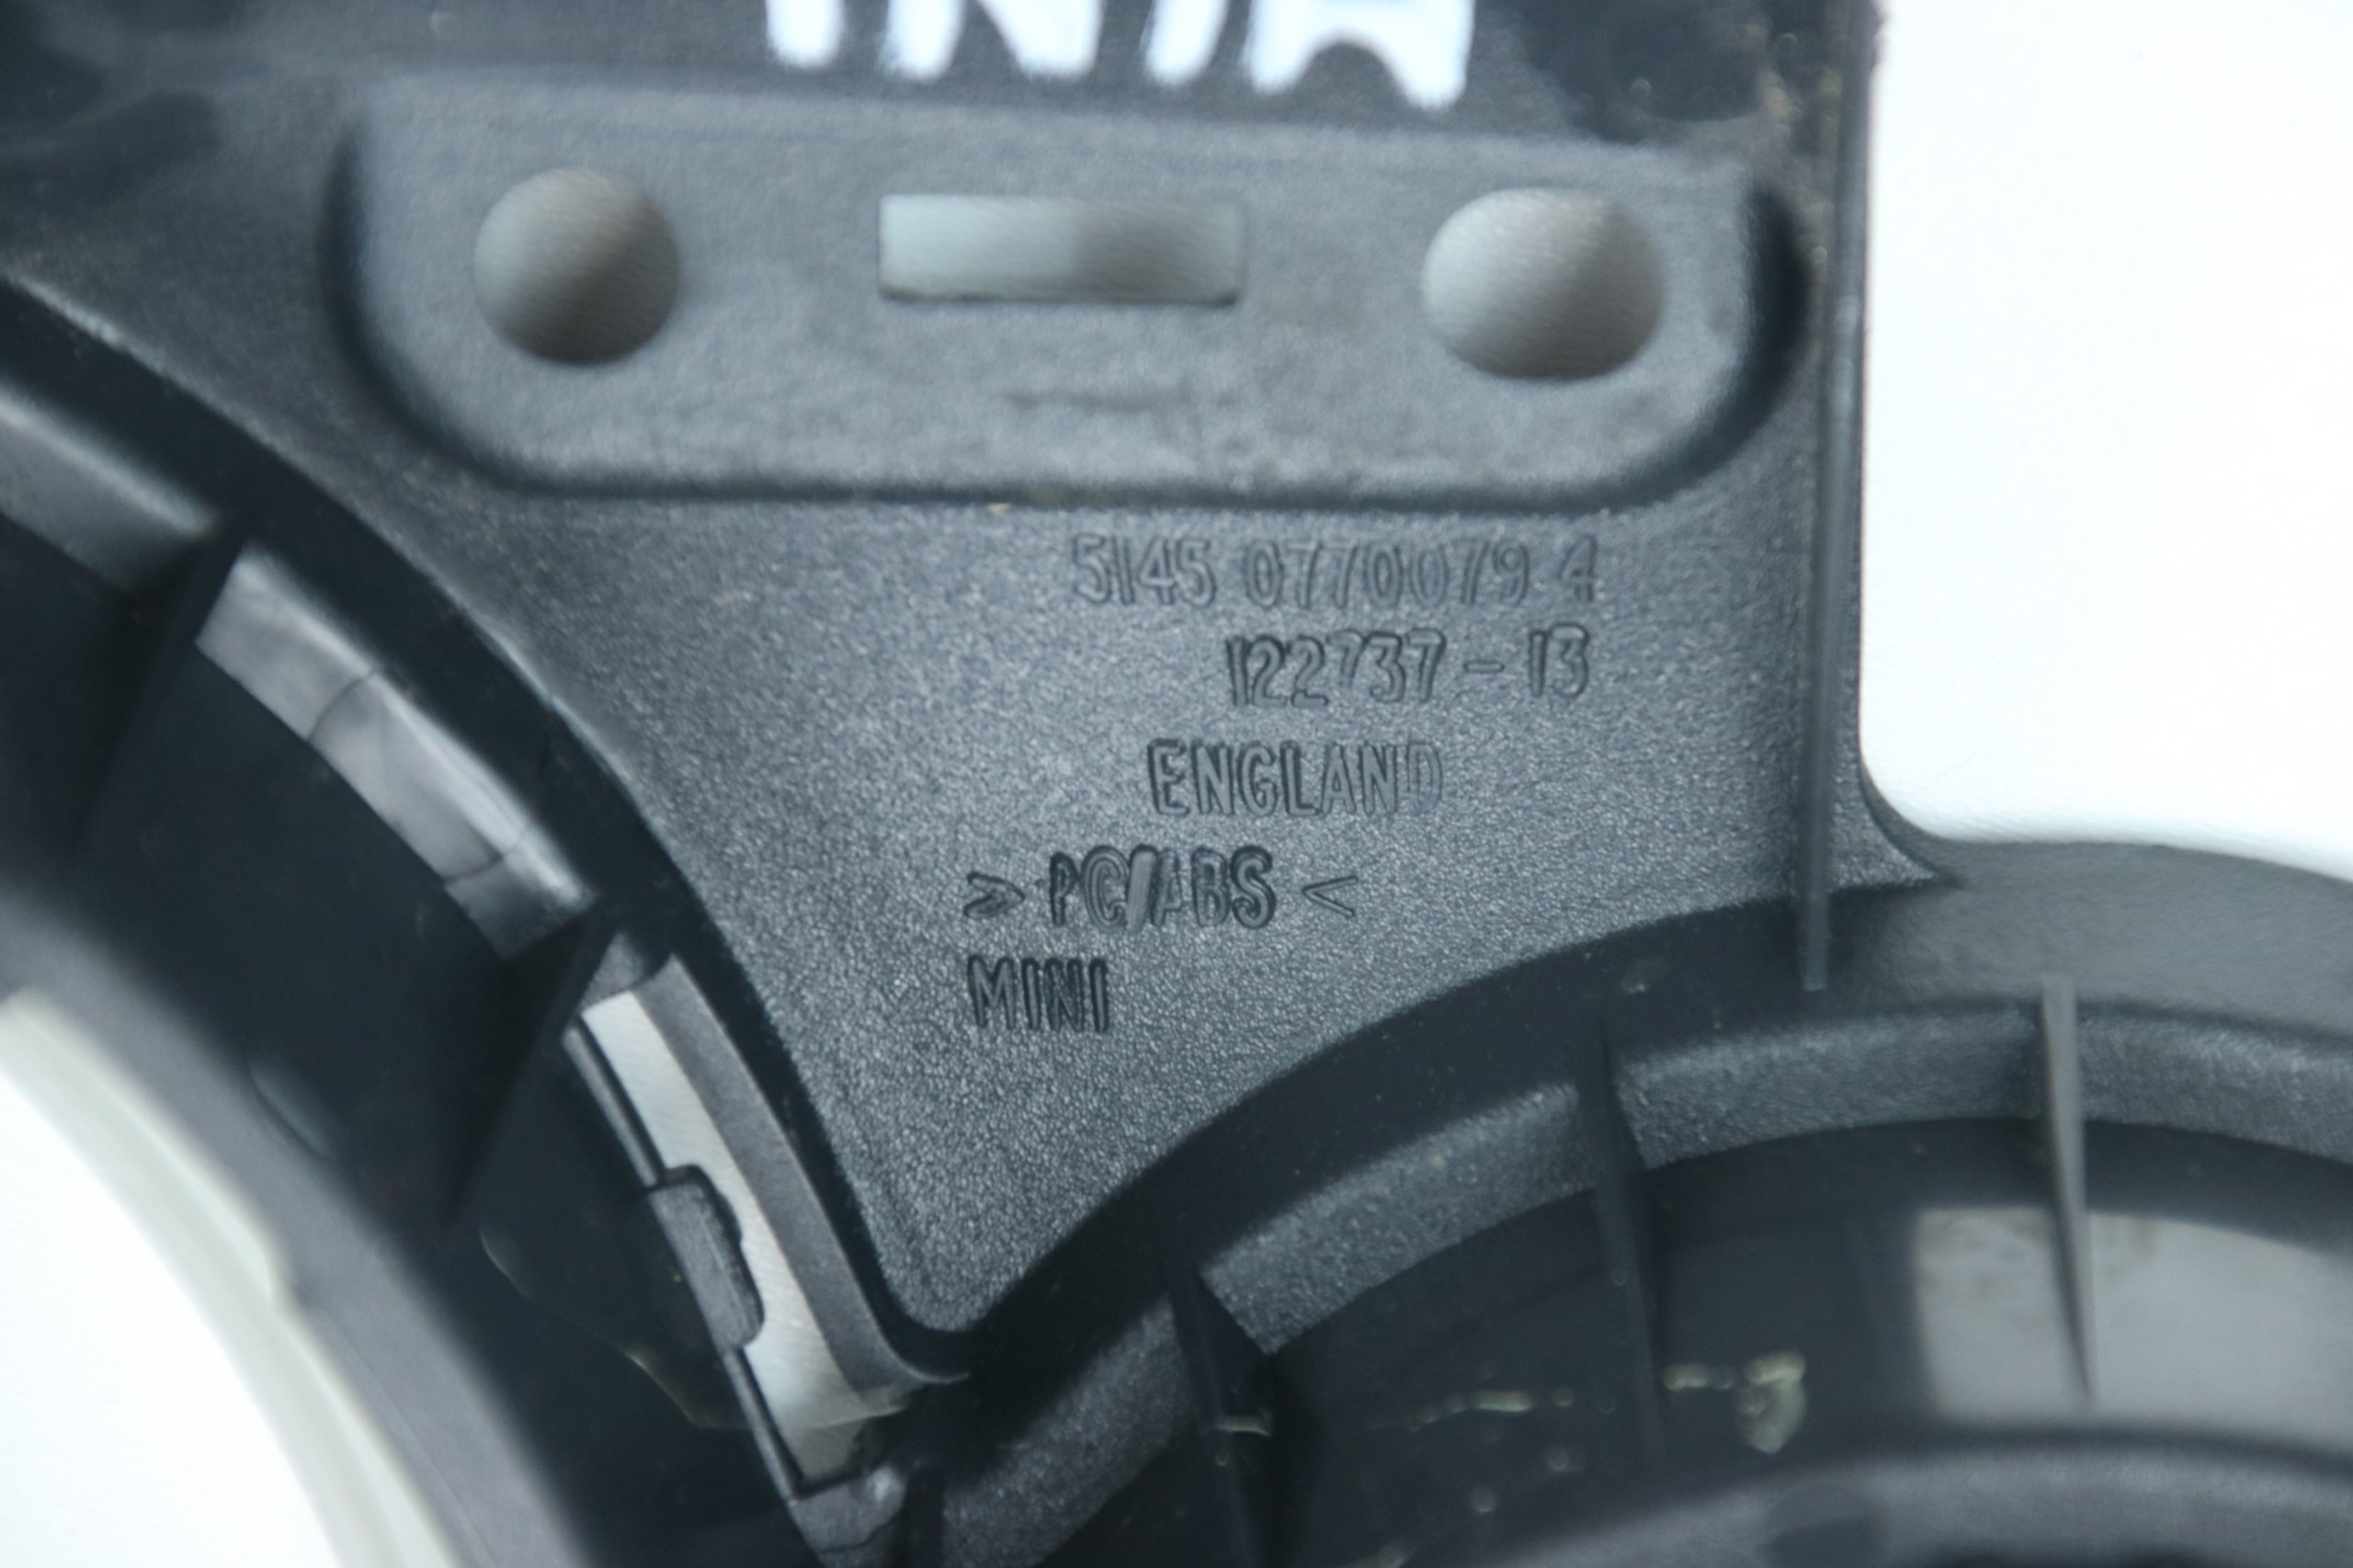 5145 0770079 4
122737 - 13
ENGLAND
> PC/ABS <
MINI